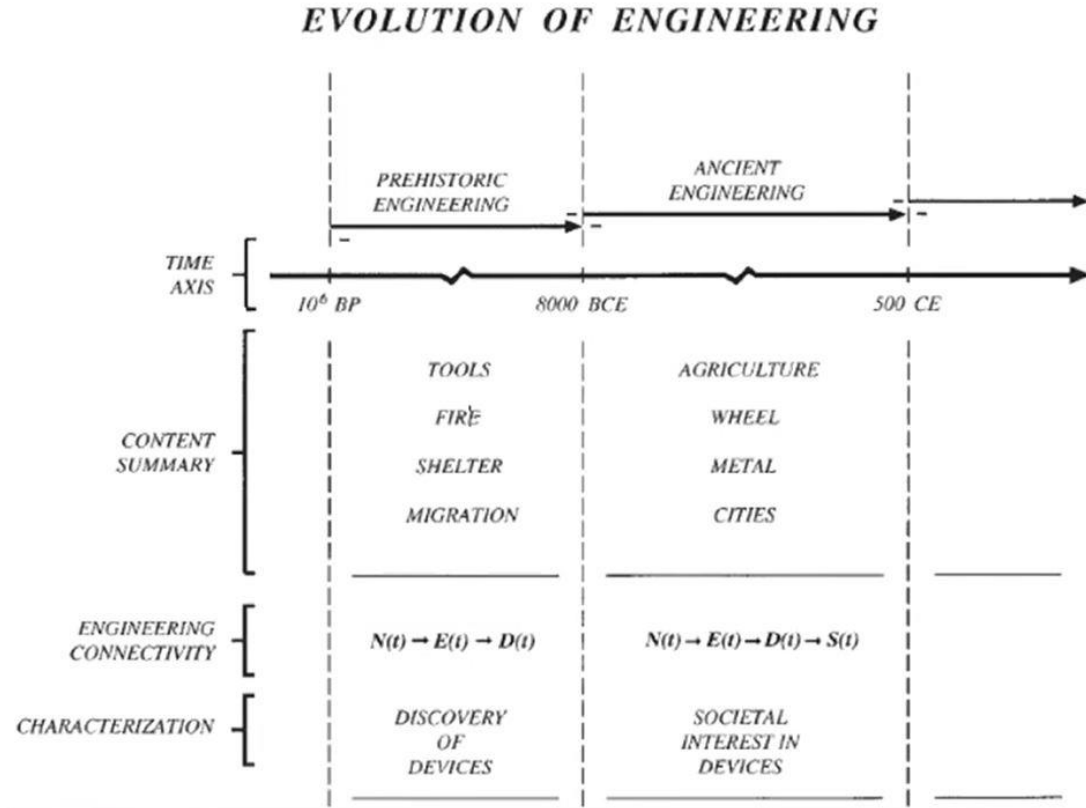 EVOLUTION OF ENGINEERING
PREHISTORIC
ENGINEERING
ANCIENT
ENGINEERING
TIME
AXIS
10⁶ BP
8000 BCE
500 CE
CONTENT
SUMMARY
TOOLS
AGRICULTURE
FIRE
WHEEL
SHELTER
METAL
MIGRATION
CITIES
ENGINEERING
CONNECTIVITY
N(t) → E(t) → D(t)
N(t) → E(t) → D(t) → S(t)
CHARACTERIZATION
DISCOVERY
OF
DEVICES
SOCIETAL
INTEREST IN
DEVICES